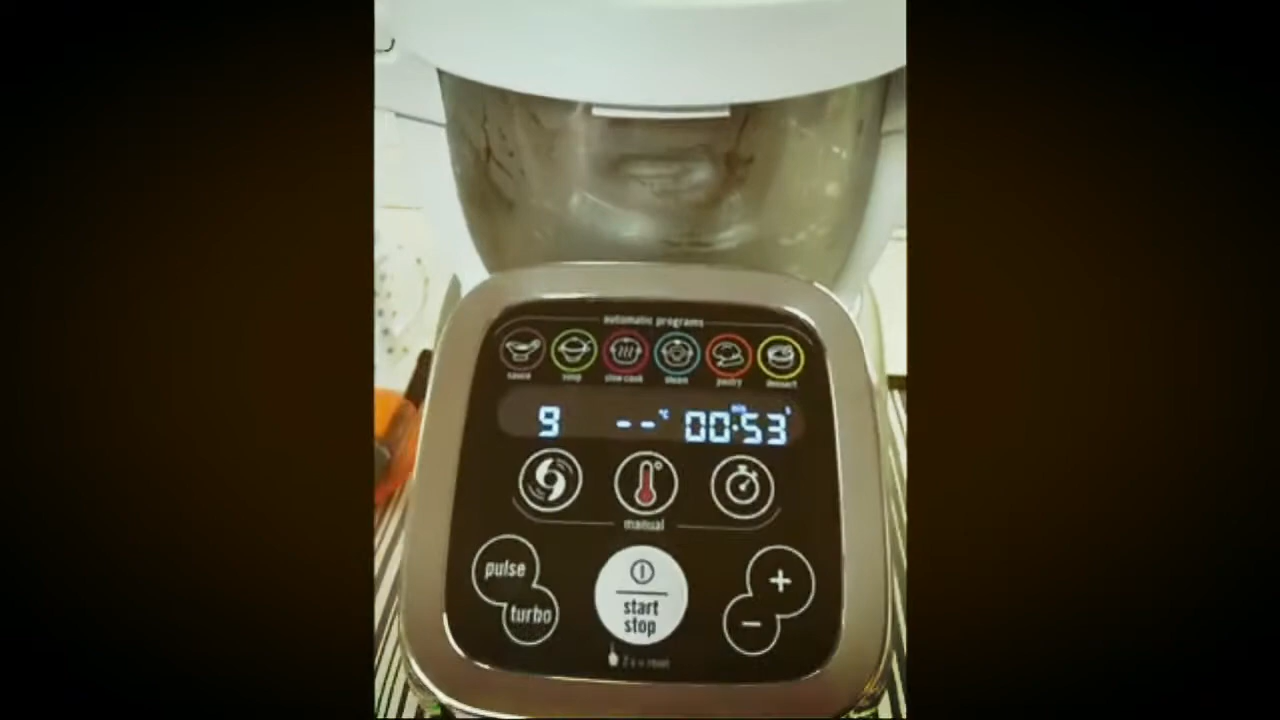 automatic programs
sauce soup slow cook steam pastry dessert
9 --°C 00:53
manual
pulse
turbo
start
stop
+
-